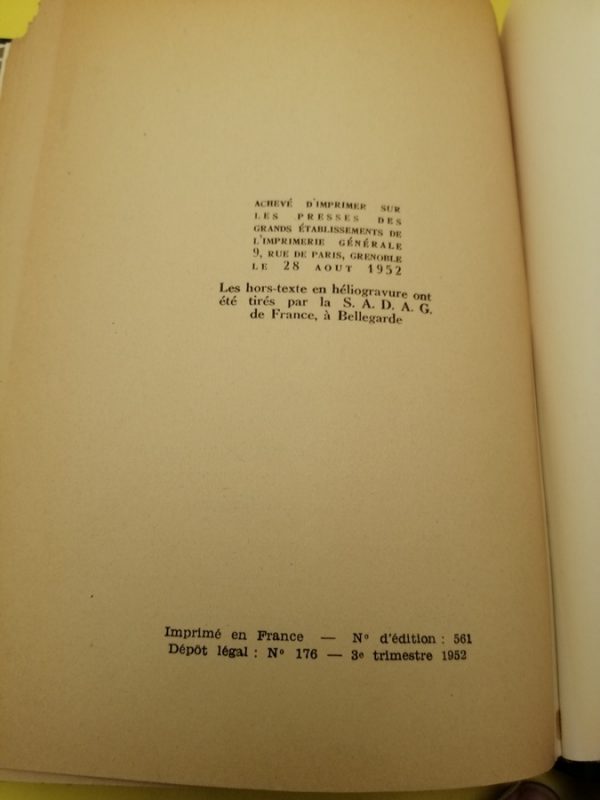 ACHEVÉ D'IMPRIMER SUR
LES PRESSES DES
GRANDS ÉTABLISSEMENTS DE
L'IMPRIMERIE GÉNÉRALE
9, RUE DE PARIS, GRENOBLE
LE 28 AOUT 1952
Les hors-texte en héliogravure ont
été tirés par la S. A. D. A. G.
de France, à Bellegarde
Imprimé en France — N° d'édition : 561
Dépôt légal : N° 176 — 3e trimestre 1952